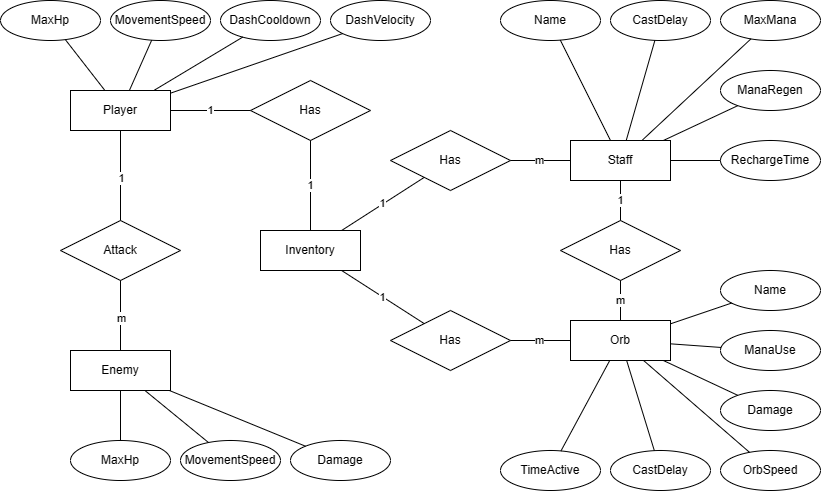 MaxHp
MovementSpeed
DashCooldown
DashVelocity
Name
CastDelay
MaxMana
Player
1
Has
ManaRegen
Has
m
Staff
RechargeTime
1
1
1
1
Attack
Inventory
Has
Name
1
m
m
Has
m
Orb
ManaUse
Enemy
Damage
MaxHp
MovementSpeed
Damage
TimeActive
CastDelay
OrbSpeed